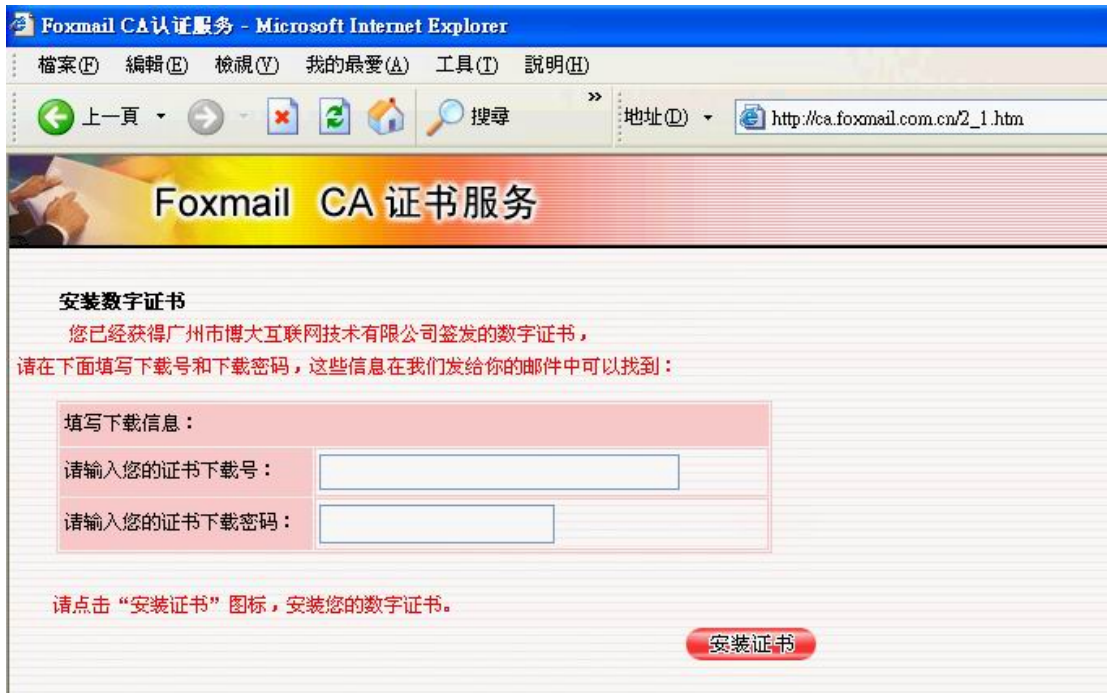 Foxmail CA认证服务 - Microsoft Internet Explorer
檔案(F) 編輯(E) 檢視(V) 我的最愛(A) 工具(T) 說明(H)
上一頁 搜尋 » 地址(D) http://ca.foxmail.com.cn/2_1.htm
Foxmail CA 证书服务
安装数字证书
您已经获得广州市博大互联网技术有限公司签发的数字证书，
请在下面填写下载号和下载密码，这些信息在我们发给你的邮件中可以找到：
填写下载信息：
请输入您的证书下载号：
请输入您的证书下载密码：
请点击“安装证书”图标，安装您的数字证书。
安装证书